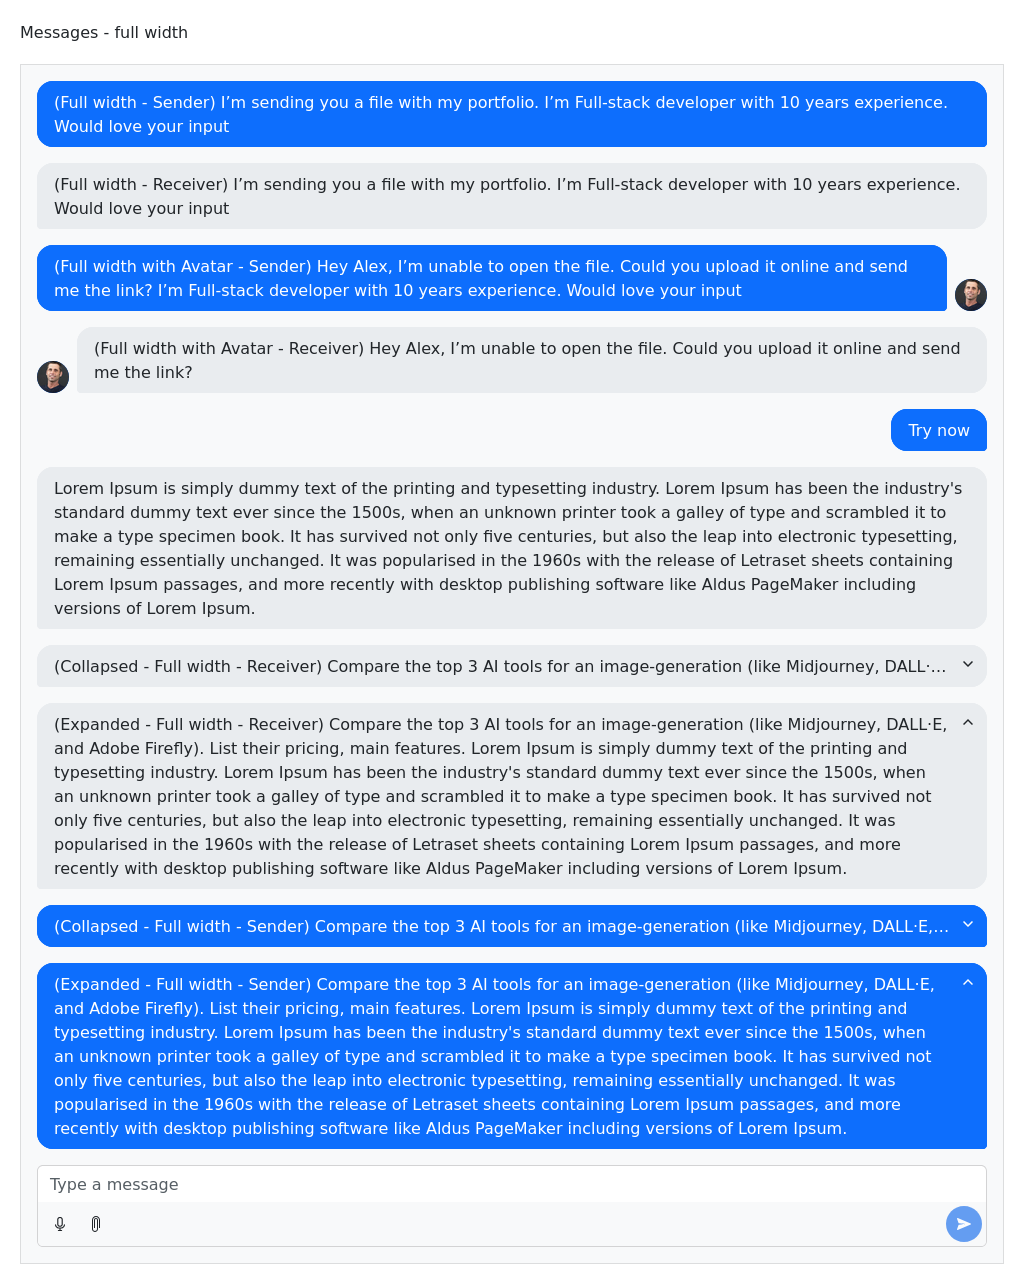 Messages - full width
(Full width - Sender) I’m sending you a file with my portfolio. I’m Full-stack developer with 10 years experience.
Would love your input
(Full width - Receiver) I’m sending you a file with my portfolio. I’m Full-stack developer with 10 years experience.
Would love your input
(Full width with Avatar - Sender) Hey Alex, I’m unable to open the file. Could you upload it online and send
me the link? I’m Full-stack developer with 10 years experience. Would love your input
(Full width with Avatar - Receiver) Hey Alex, I’m unable to open the file. Could you upload it online and send
me the link?
Try now
Lorem Ipsum is simply dummy text of the printing and typesetting industry. Lorem Ipsum has been the industry's
standard dummy text ever since the 1500s, when an unknown printer took a galley of type and scrambled it to
make a type specimen book. It has survived not only five centuries, but also the leap into electronic typesetting,
remaining essentially unchanged. It was popularised in the 1960s with the release of Letraset sheets containing
Lorem Ipsum passages, and more recently with desktop publishing software like Aldus PageMaker including
versions of Lorem Ipsum.
(Collapsed - Full width - Receiver) Compare the top 3 AI tools for an image-generation (like Midjourney, DALL·…
(Expanded - Full width - Receiver) Compare the top 3 AI tools for an image-generation (like Midjourney, DALL·E,
and Adobe Firefly). List their pricing, main features. Lorem Ipsum is simply dummy text of the printing and
typesetting industry. Lorem Ipsum has been the industry's standard dummy text ever since the 1500s, when
an unknown printer took a galley of type and scrambled it to make a type specimen book. It has survived not
only five centuries, but also the leap into electronic typesetting, remaining essentially unchanged. It was
popularised in the 1960s with the release of Letraset sheets containing Lorem Ipsum passages, and more
recently with desktop publishing software like Aldus PageMaker including versions of Lorem Ipsum.
(Collapsed - Full width - Sender) Compare the top 3 AI tools for an image-generation (like Midjourney, DALL·E,…
(Expanded - Full width - Sender) Compare the top 3 AI tools for an image-generation (like Midjourney, DALL·E,
and Adobe Firefly). List their pricing, main features. Lorem Ipsum is simply dummy text of the printing and
typesetting industry. Lorem Ipsum has been the industry's standard dummy text ever since the 1500s, when
an unknown printer took a galley of type and scrambled it to make a type specimen book. It has survived not
only five centuries, but also the leap into electronic typesetting, remaining essentially unchanged. It was
popularised in the 1960s with the release of Letraset sheets containing Lorem Ipsum passages, and more
recently with desktop publishing software like Aldus PageMaker including versions of Lorem Ipsum.
Type a message